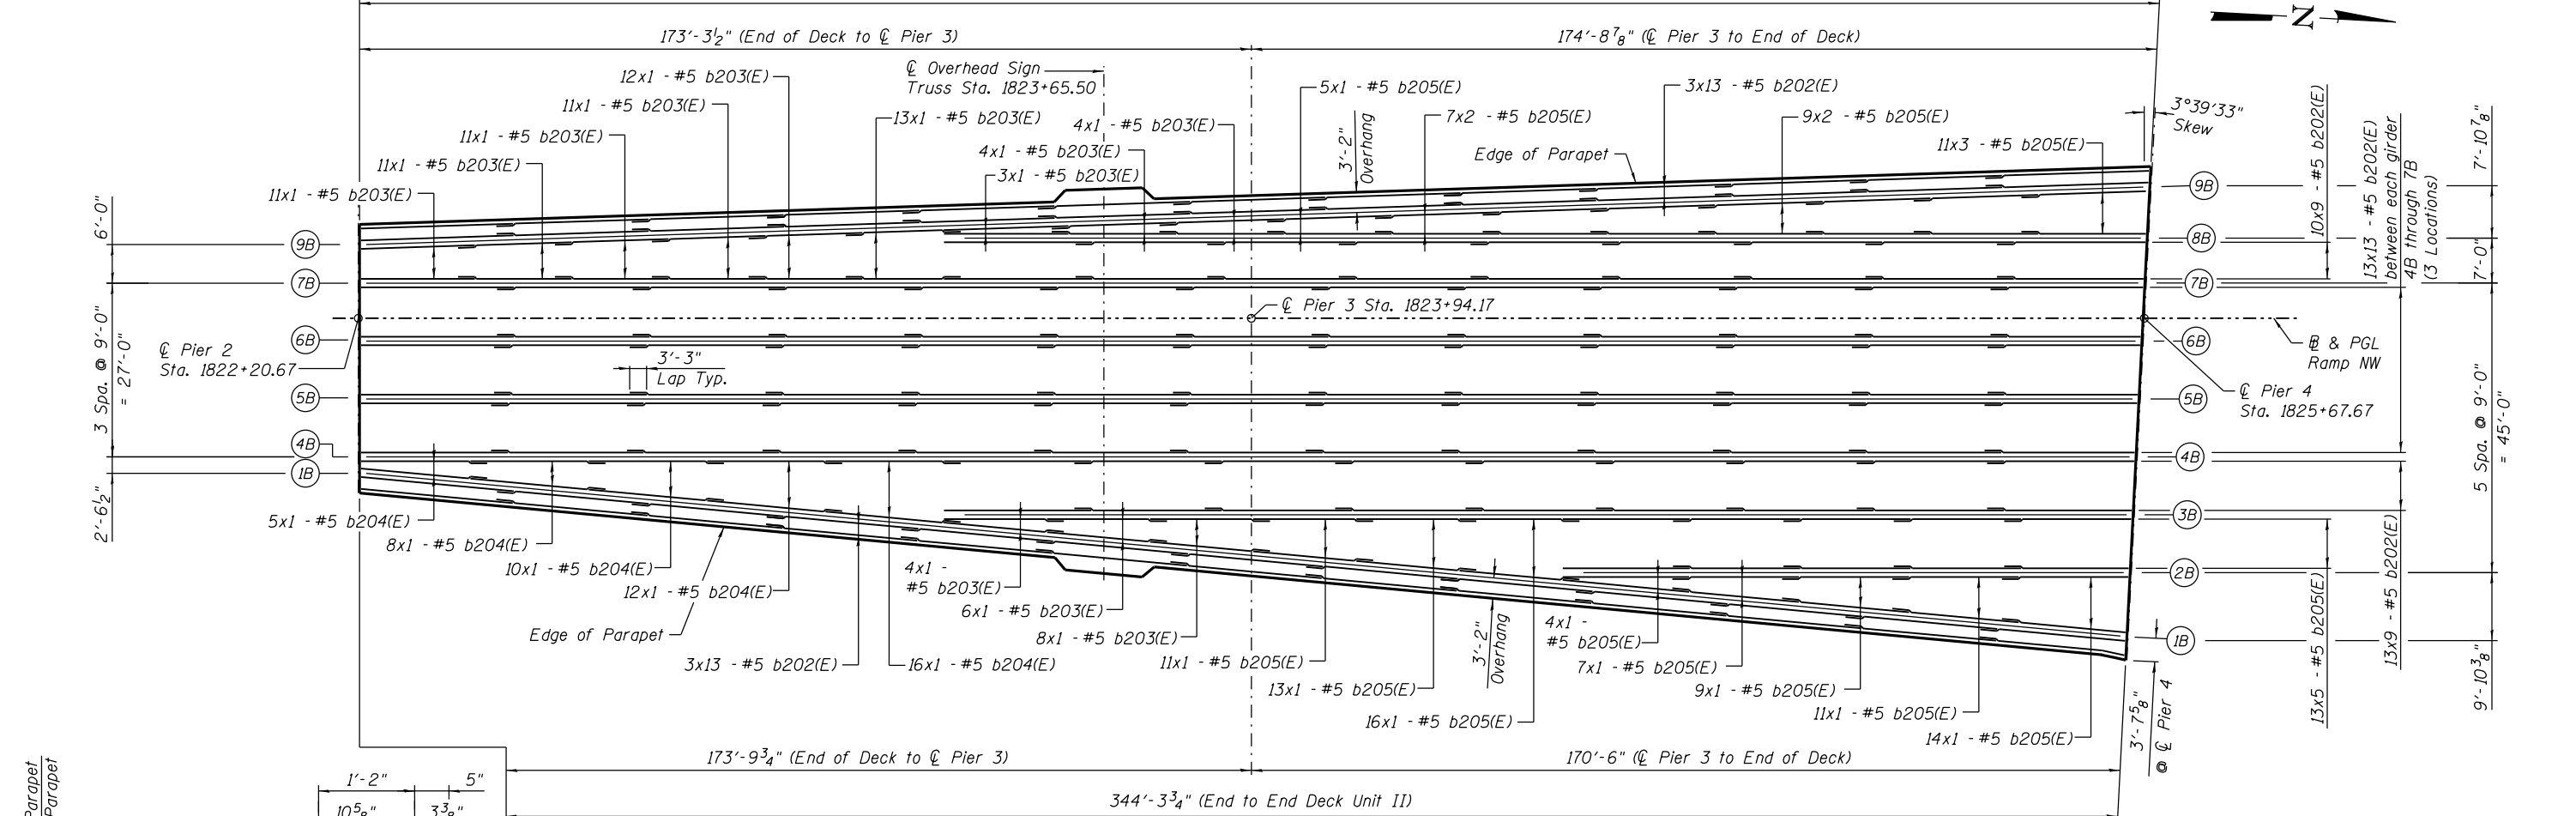 173'-3½" (End of Deck to ℄ Pier 3)
174'-8⅞" (℄ Pier 3 to End of Deck)
N
12x1 - #5 b203(E)
℄ Overhead Sign
Truss Sta. 1823+65.50
5x1 - #5 b205(E)
3x13 - #5 b202(E)
11x1 - #5 b203(E)
13x1 - #5 b203(E)
4x1 - #5 b203(E)
7x2 - #5 b205(E)
9x2 - #5 b205(E)
3°39'33"
Skew
11x1 - #5 b203(E)
4x1 - #5 b203(E)
3'-2"
Overhang
Edge of Parapet
11x3 - #5 b205(E)
11x1 - #5 b203(E)
3x1 - #5 b203(E)
11x1 - #5 b203(E)
10x9 - #5 b202(E)
13x13 - #5 b202(E)
between each girder
4B through 7B
(3 Locations)
7'-10⅞"
7'-0"
6'-0"
9B
9B
8B
7B
7B
℄ Pier 3 Sta. 1823+94.17
3 Spa. @ 9'-0"
= 27'-0"
6B
6B
℄ Pier 2
Sta. 1822+20.67
3'-3"
Lap Typ.
B & PGL
Ramp NW
5B
5B
℄ Pier 4
Sta. 1825+67.67
5 Spa. @ 9'-0"
= 45'-0"
4B
4B
1B
2'-6½"
3B
5x1 - #5 b204(E)
8x1 - #5 b204(E)
10x1 - #5 b204(E)
12x1 - #5 b204(E)
4x1 -
#5 b203(E)
6x1 - #5 b203(E)
2B
13x5 - #5 b205(E)
13x9 - #5 b202(E)
Edge of Parapet
8x1 - #5 b203(E)
3'-2"
Overhang
4x1 -
#5 b205(E)
1B
3x13 - #5 b202(E)
16x1 - #5 b204(E)
11x1 - #5 b205(E)
7x1 - #5 b205(E)
13x1 - #5 b205(E)
9x1 - #5 b205(E)
9'-10⅜"
16x1 - #5 b205(E)
11x1 - #5 b205(E)
14x1 - #5 b205(E)
3'-7⅝"
@ ℄ Pier 4
173'-9¾" (End of Deck to ℄ Pier 3)
170'-6" (℄ Pier 3 to End of Deck)
Parapet
Parapet
1'-2"
5"
10⅝"
3⅜"
344'-3¾" (End to End Deck Unit II)